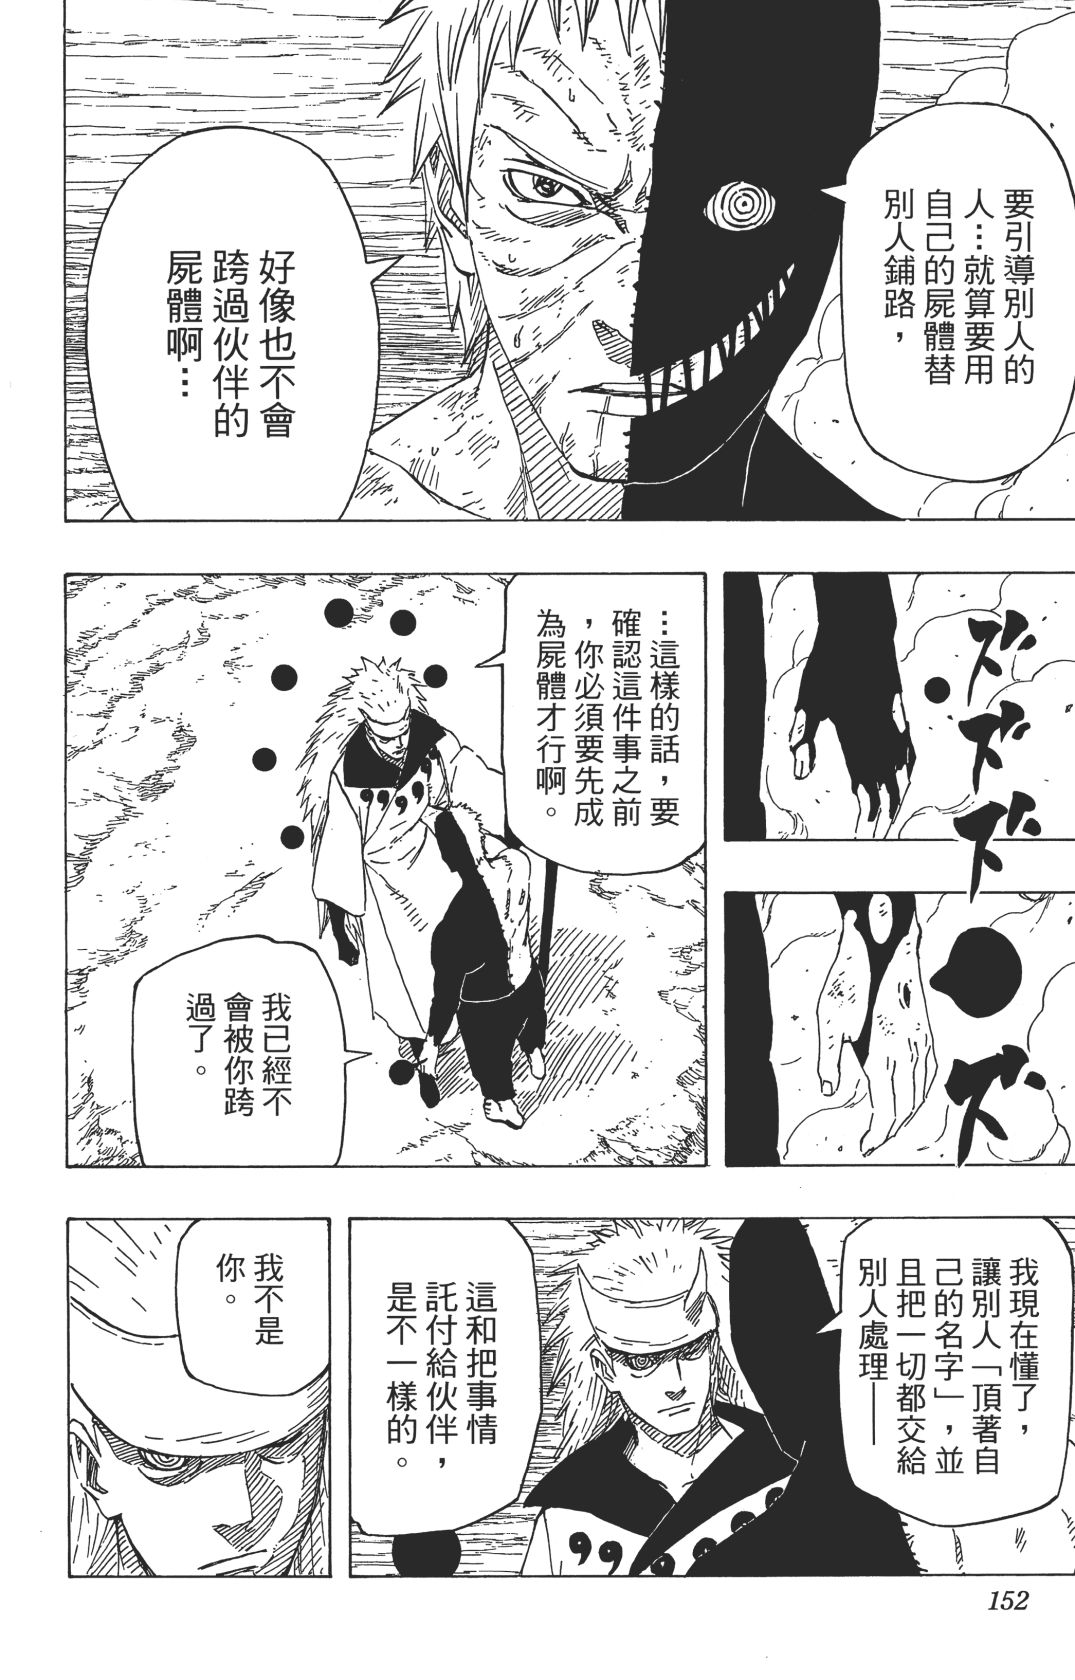 要引導別人的
人…就算要用
自己的屍體替
別人鋪路，
好像也不會
跨過伙伴的
屍體啊…
ズ
ズ
ズ
ズ
…這樣的話，要
確認這件事之前
，你必須要先成
為屍體才行啊。
我已經不
會被你跨
過了。
我現在懂了，
讓別人「頂著自
己的名字」，並
且把一切都交給
別人處理——
這和把事情
託付給伙伴，
是不一樣的。
我不是
你。
152